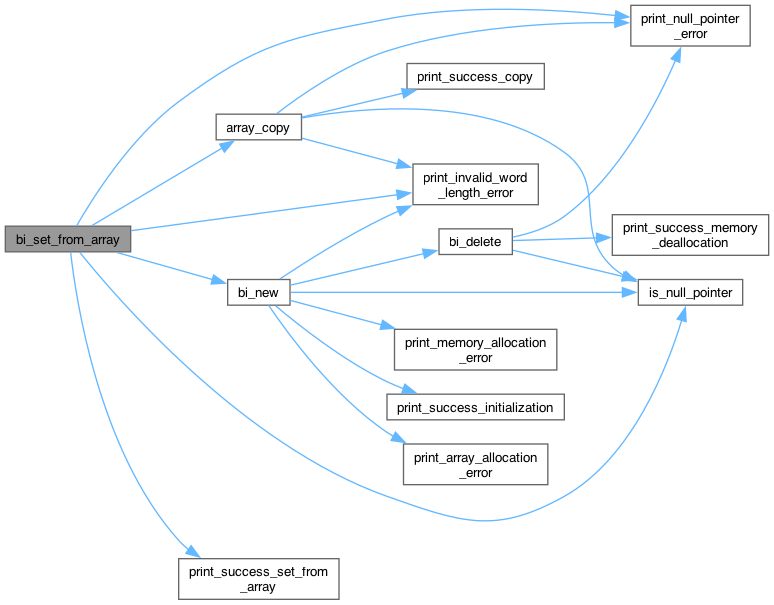 print_null_pointer
_error
print_success_copy
array_copy
print_invalid_word
_length_error
bi_set_from_array
bi_delete
print_success_memory
_deallocation
bi_new
is_null_pointer
print_memory_allocation
_error
print_success_initialization
print_array_allocation
_error
print_success_set_from
_array